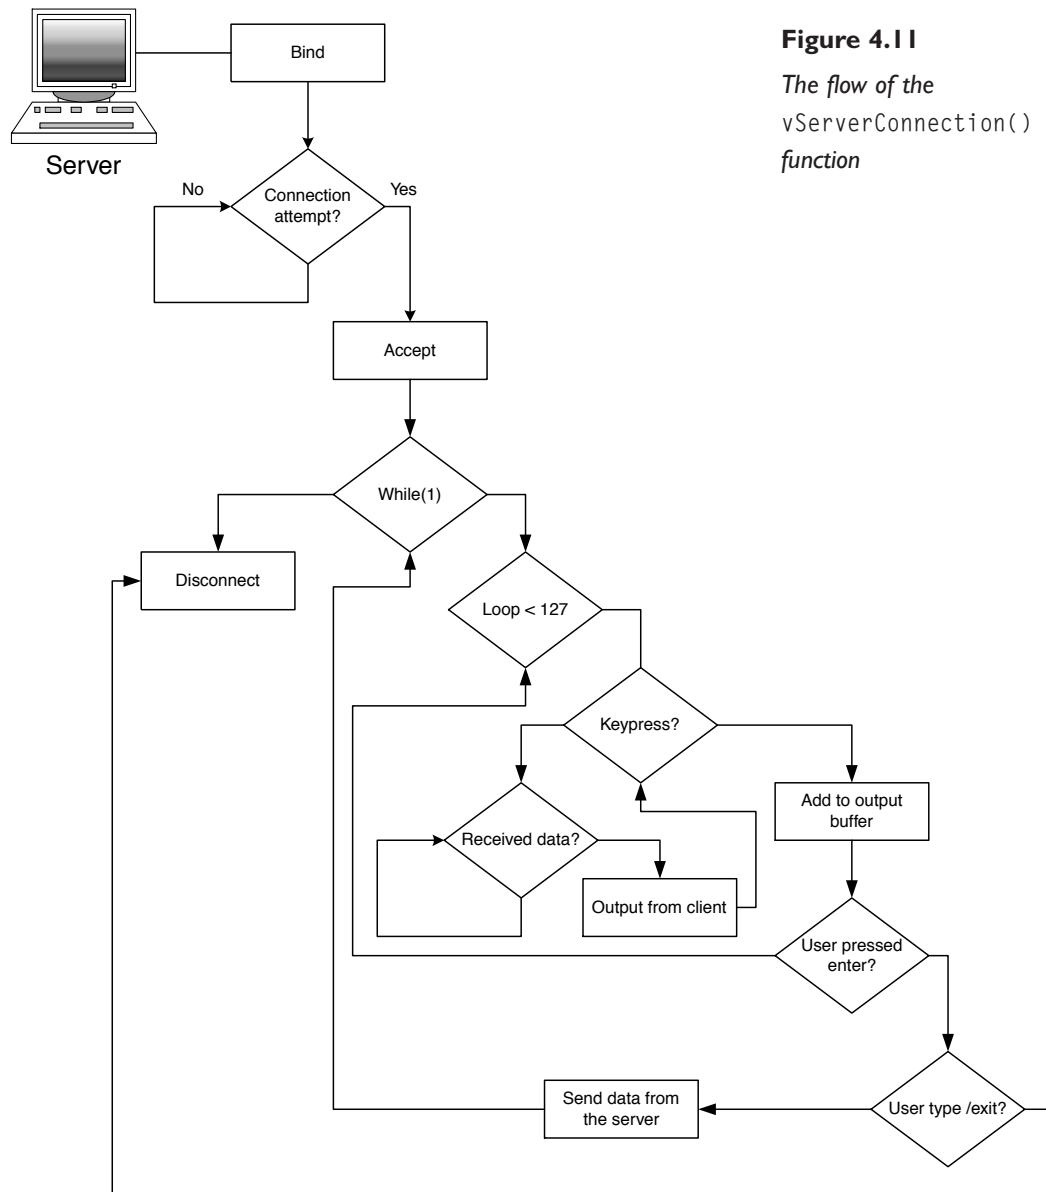 Figure 4.11
The flow of the
vServerConnection()
function
Bind
Server
No
Yes
Connection
attempt?
Accept
While(1)
Disconnect
Loop < 127
Keypress?
Add to output
buffer
Received data?
Output from client
User pressed
enter?
Send data from
the server
User type /exit?